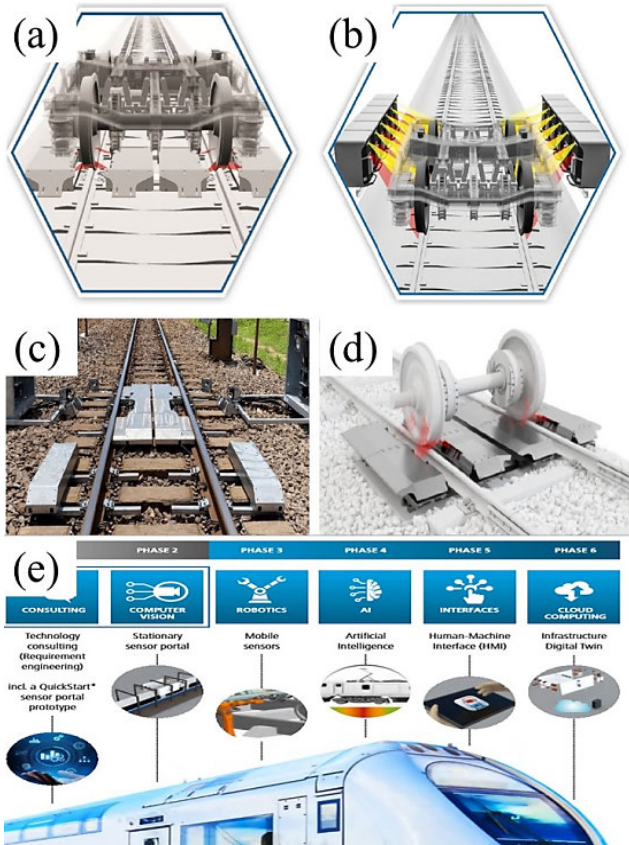 (a)
(b)
(c)
(d)
(e)
PHASE 2
PHASE 3
PHASE 4
PHASE 5
PHASE 6
CONSULTING
COMPUTER
VISION
ROBOTICS
AI
INTERFACES
CLOUD
COMPUTING
Technology
consulting
(Requirement
engineering)
incl. a QuickStart*
sensor portal
prototype
Stationary
sensor portal
Mobile
sensors
Artificial
Intelligence
Human-Machine
Interface (HMI)
Infrastructure
Digital Twin